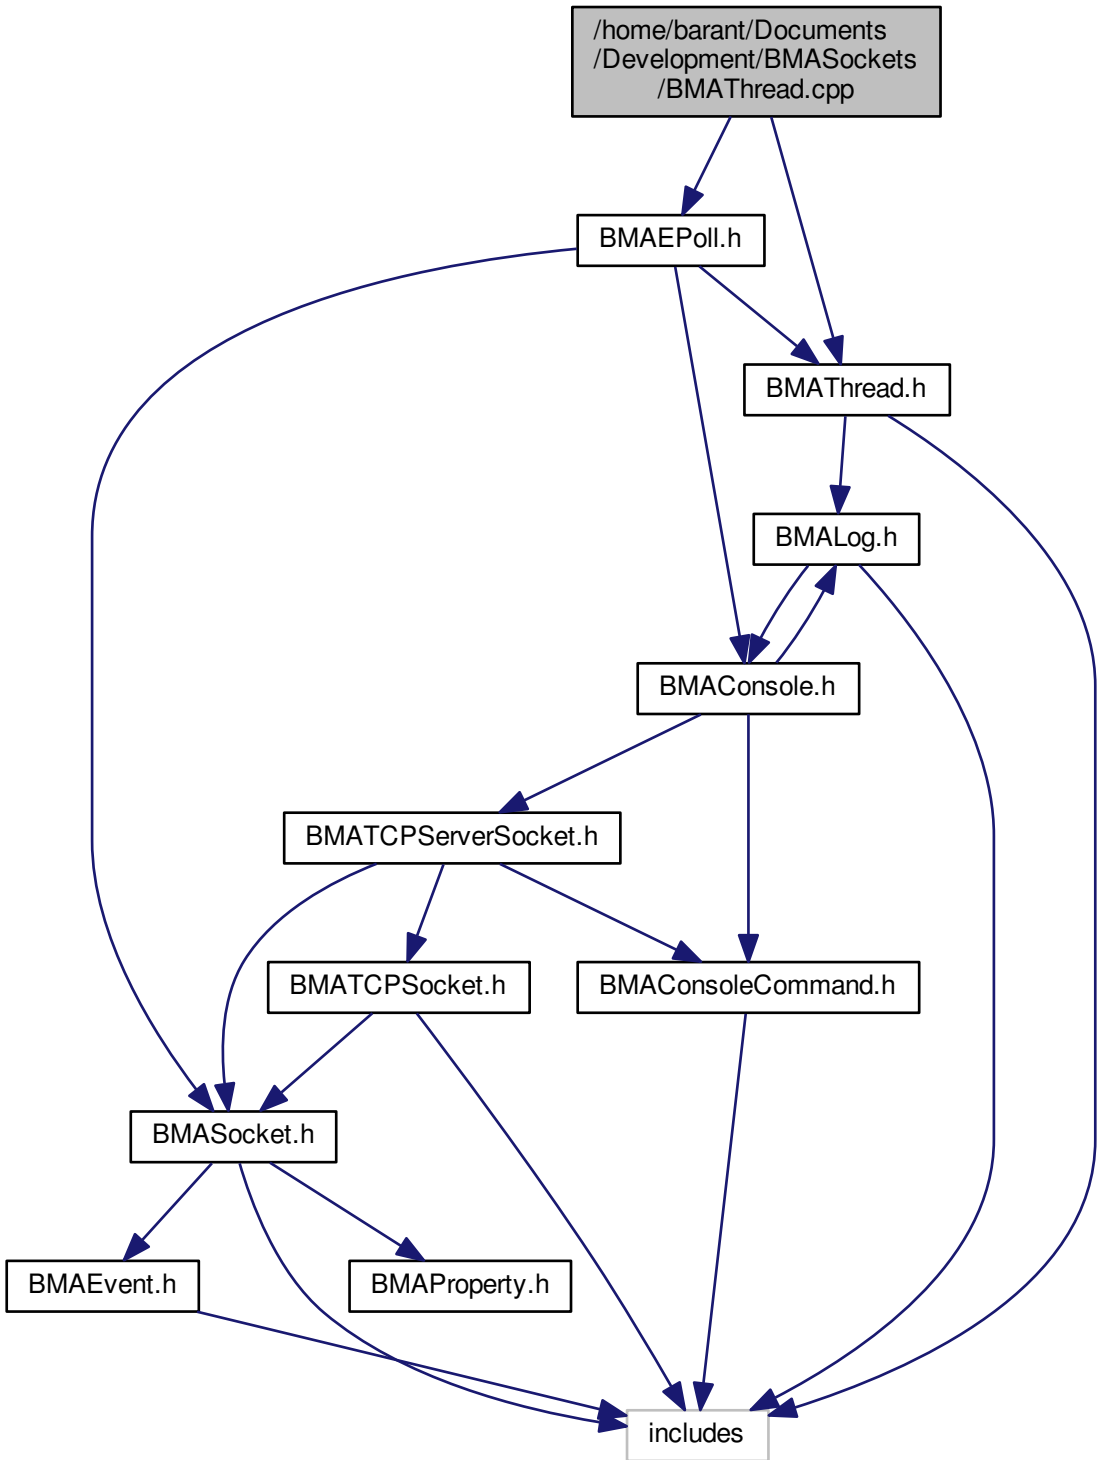 /home/barant/Documents
/Development/BMASockets
/BMAThread.cpp
BMAEPoll.h
BMAThread.h
BMALog.h
BMAConsole.h
BMATCPServerSocket.h
BMATCPSocket.h
BMAConsoleCommand.h
BMASocket.h
BMAEvent.h
BMAProperty.h
includes